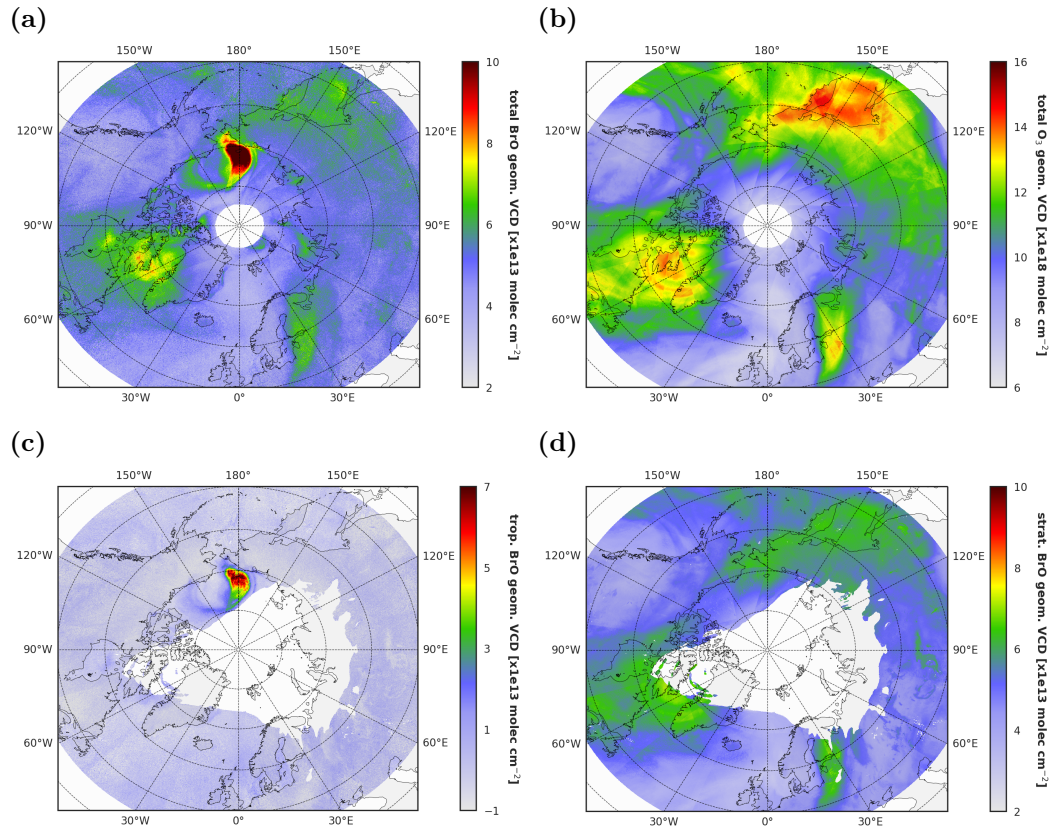 (a)
150°W 180° 150°E
120°W
120°E
90°W
90°E
60°W
60°E
30°W 0° 30°E
10
8
6
4
2
total BrO geom. VCD [x1e13 molec cm⁻²]
(b)
150°W 180° 150°E
120°W
120°E
90°W
90°E
60°W
60°E
30°W 0° 30°E
16
14
12
10
8
6
total O₃ geom. VCD [x1e18 molec cm⁻²]
(c)
150°W 180° 150°E
120°W
120°E
90°W
90°E
60°W
60°E
30°W 0° 30°E
7
5
3
1
−1
trop. BrO geom. VCD [x1e13 molec cm⁻²]
(d)
150°W 180° 150°E
120°W
120°E
90°W
90°E
60°W
60°E
30°W 0° 30°E
10
8
6
4
2
strat. BrO geom. VCD [x1e13 molec cm⁻²]